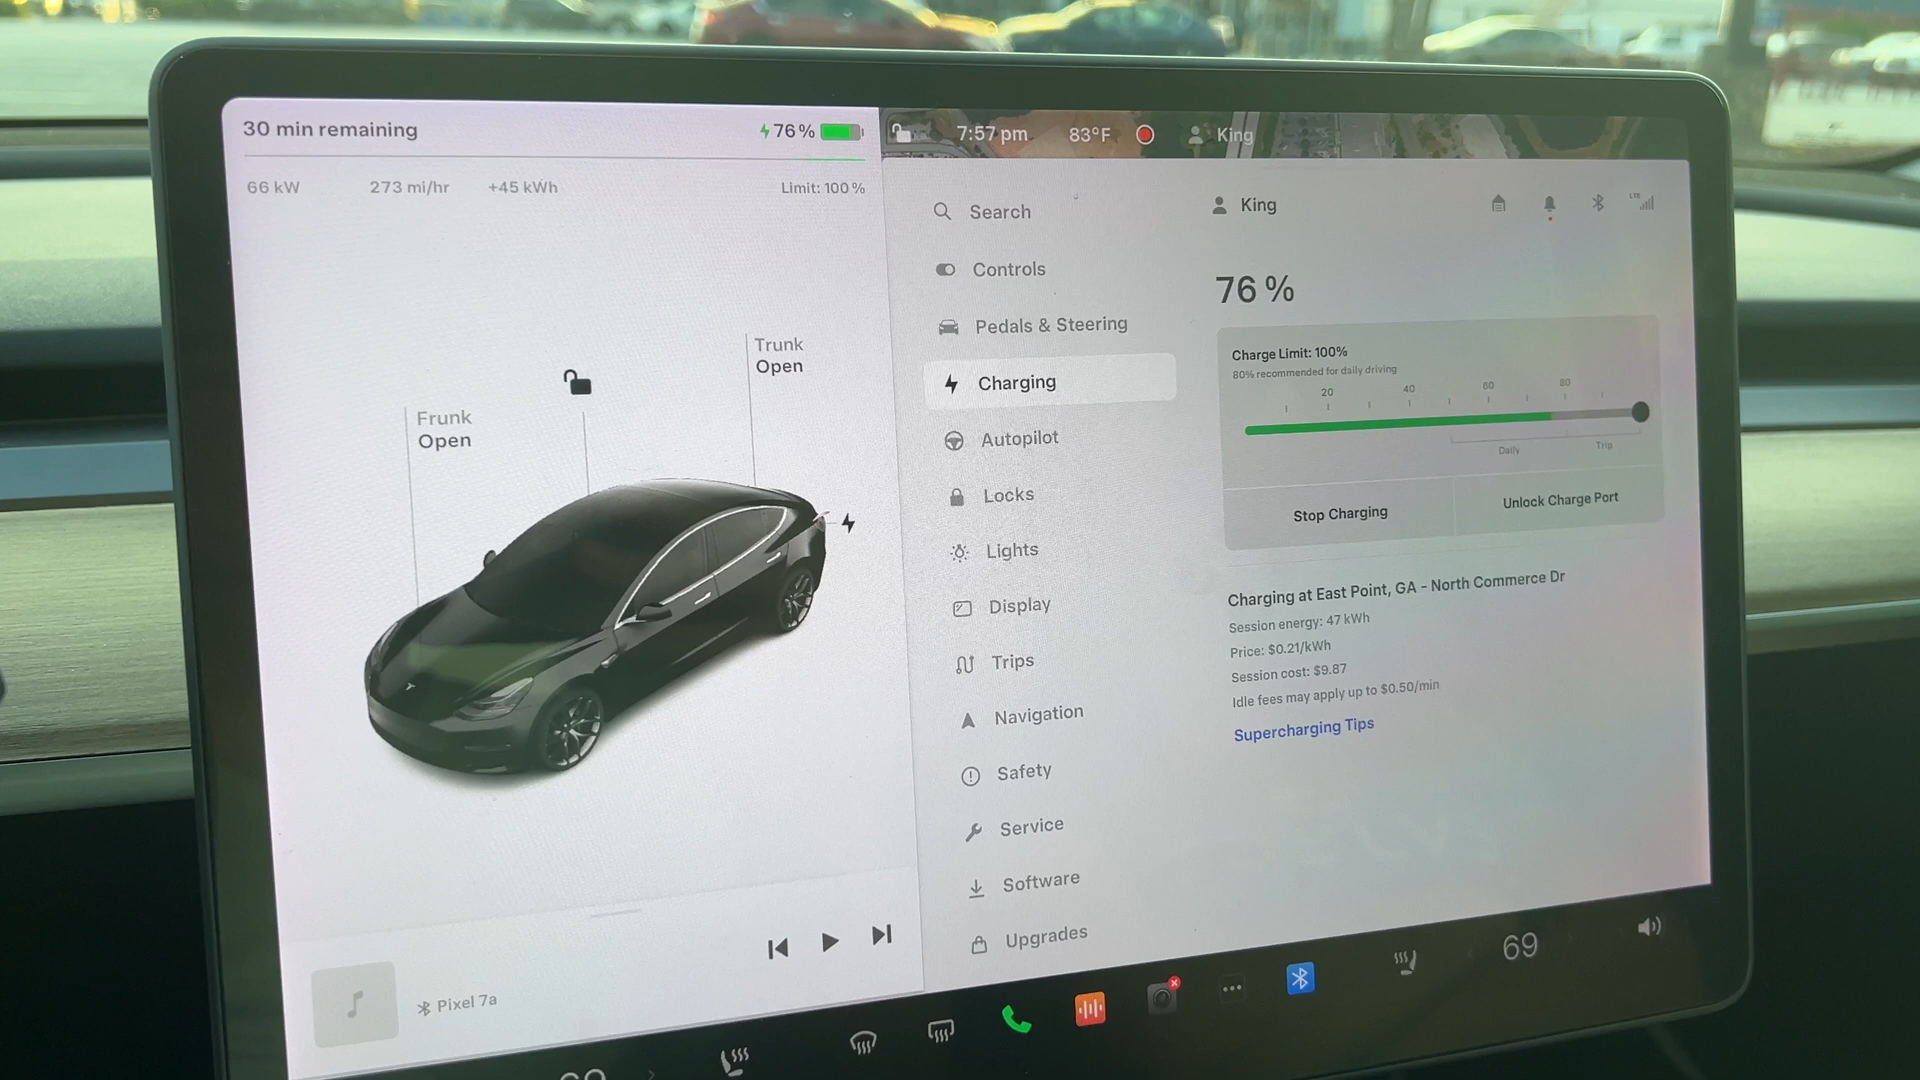 30 min remaining
76%
66 kW
273 mi/hr
+45 kWh
Limit: 100%
Trunk
Open
Frunk
Open
Pixel 7a
7:57 pm
83°F
King
Search
Controls
Pedals & Steering
Charging
Autopilot
Locks
Lights
Display
Trips
Navigation
Safety
Service
Software
Upgrades
King
LTE
76%
Charge Limit: 100%
80% recommended for daily driving
20 40 60 80
Daily
Trip
Stop Charging
Unlock Charge Port
Charging at East Point, GA - North Commerce Dr
Session energy: 47 kWh
Price: $0.21/kWh
Session cost: $9.87
Idle fees may apply up to $0.50/min
Supercharging Tips
69